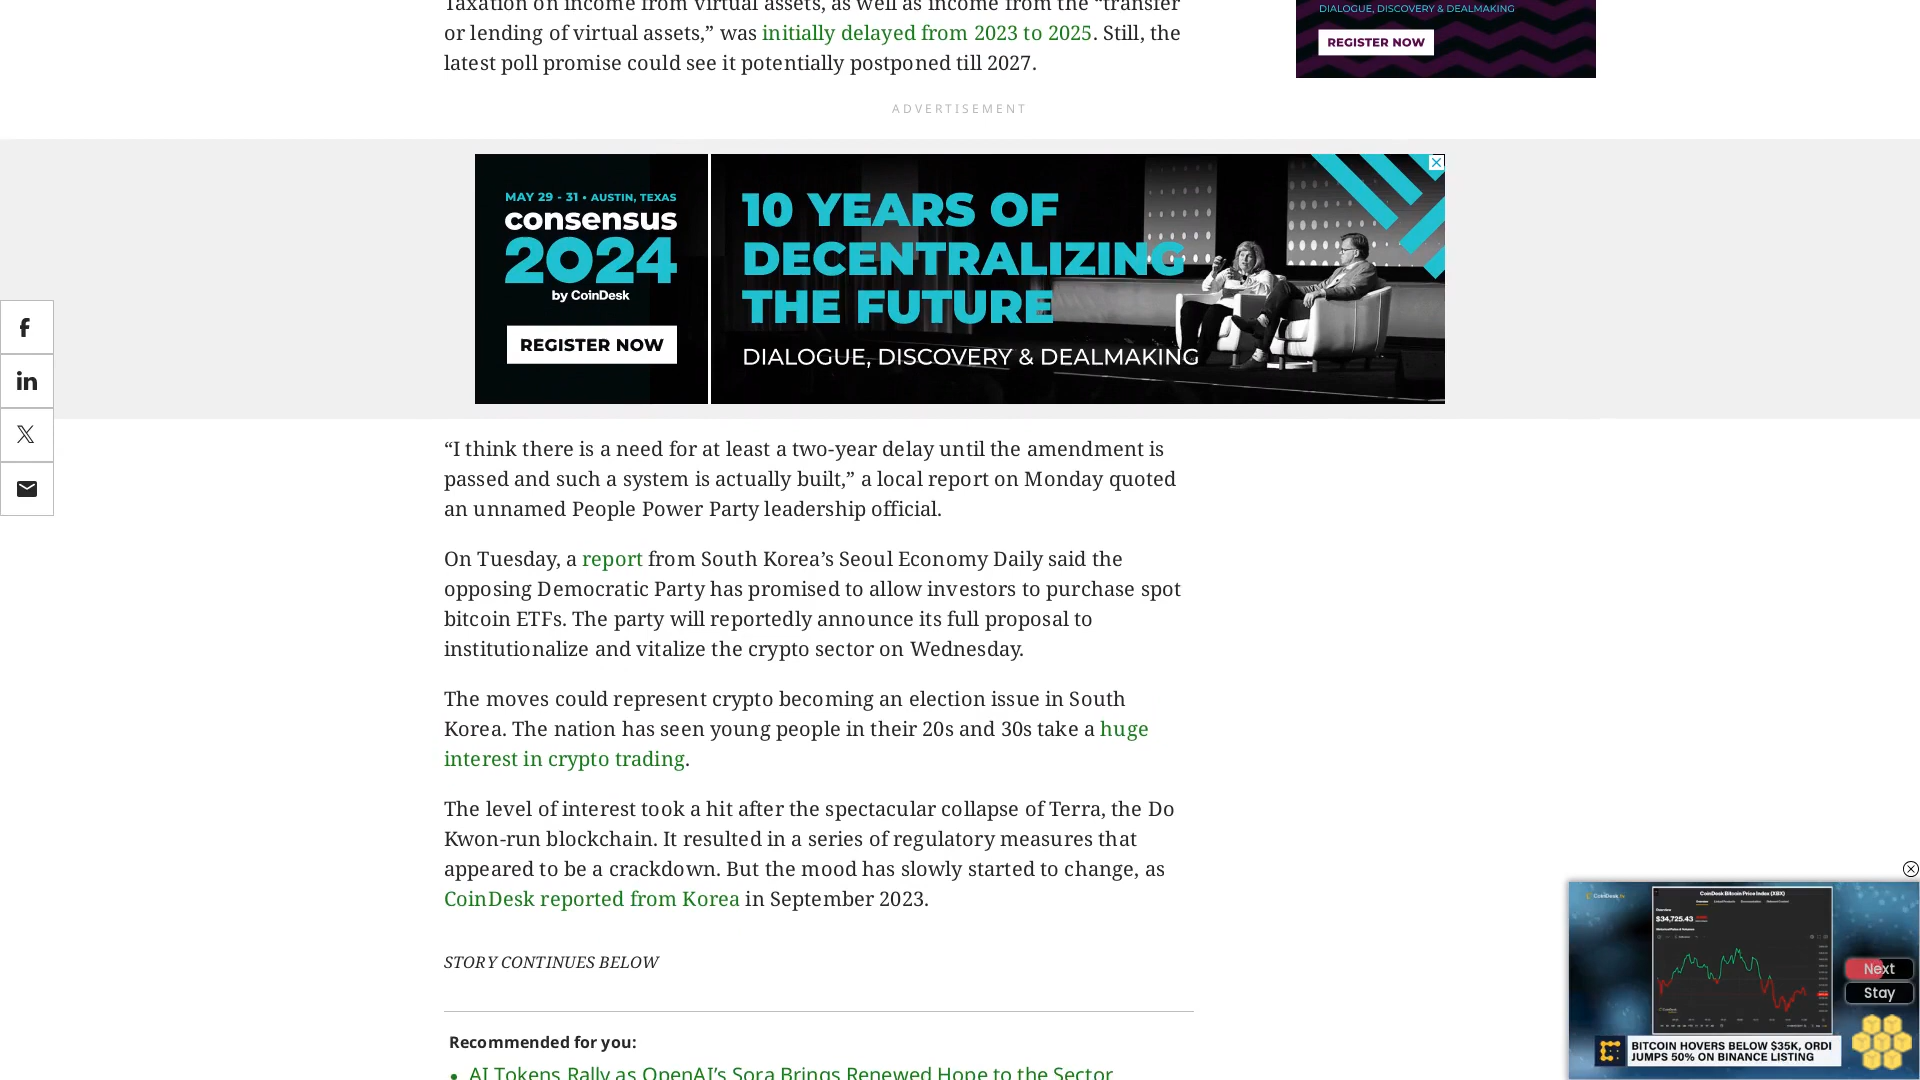 Taxation on income from virtual assets, as well as income from the “transfer
or lending of virtual assets,” was initially delayed from 2023 to 2025. Still, the
latest poll promise could see it potentially postponed till 2027.
DIALOGUE, DISCOVERY & DEALMAKING
REGISTER NOW
ADVERTISEMENT
MAY 29 - 31 • AUSTIN, TEXAS
consensus
2024
by CoinDesk
REGISTER NOW
10 YEARS OF
DECENTRALIZING
THE FUTURE
DIALOGUE, DISCOVERY & DEALMAKING
“I think there is a need for at least a two-year delay until the amendment is
passed and such a system is actually built,” a local report on Monday quoted
an unnamed People Power Party leadership official.
On Tuesday, a report from South Korea’s Seoul Economy Daily said the
opposing Democratic Party has promised to allow investors to purchase spot
bitcoin ETFs. The party will reportedly announce its full proposal to
institutionalize and vitalize the crypto sector on Wednesday.
The moves could represent crypto becoming an election issue in South
Korea. The nation has seen young people in their 20s and 30s take a huge
interest in crypto trading.
The level of interest took a hit after the spectacular collapse of Terra, the Do
Kwon-run blockchain. It resulted in a series of regulatory measures that
appeared to be a crackdown. But the mood has slowly started to change, as
CoinDesk reported from Korea in September 2023.
STORY CONTINUES BELOW
Recommended for you:
• AI Tokens Rally as OpenAI’s Sora Brings Renewed Hope to the Sector
CoinDesk Bitcoin Price Index (XBX)
$34,725.43
Next
Stay
BITCOIN HOVERS BELOW $35K, ORDI
JUMPS 50% ON BINANCE LISTING